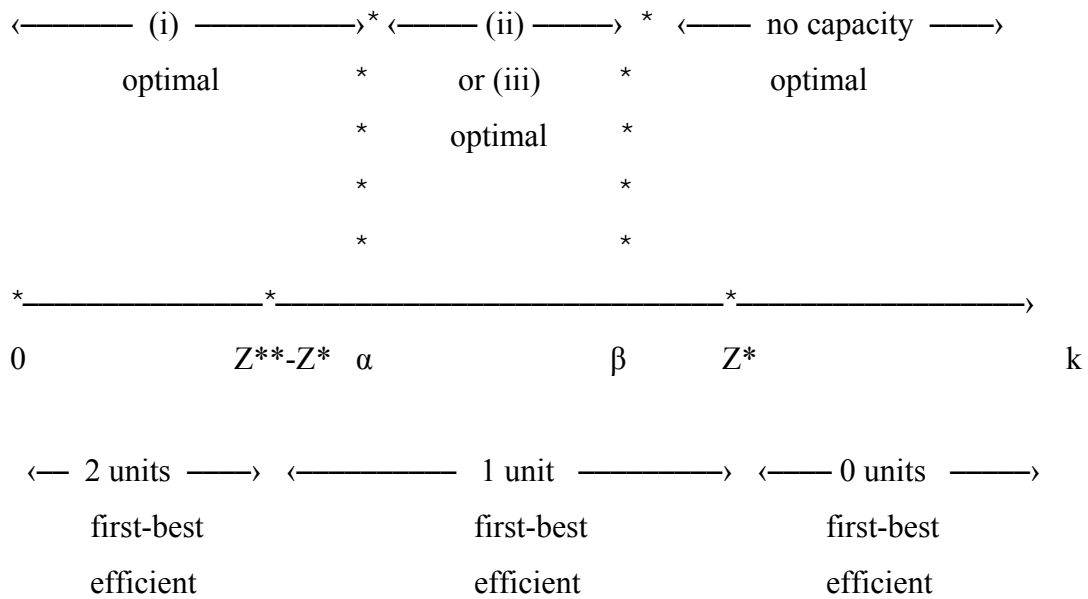 ‹—–––– (i) ————›* ‹––— (ii) ——› * ‹–—— no capacity ––—›
optimal * or (iii) * optimal
* optimal *
* *
* *
*—————————*—————————————————*———————————›
0 Z**-Z* α β Z* k
‹–– 2 units ––—› ‹—————— 1 unit —————› ‹––— 0 units –——›
first-best first-best first-best
efficient efficient efficient